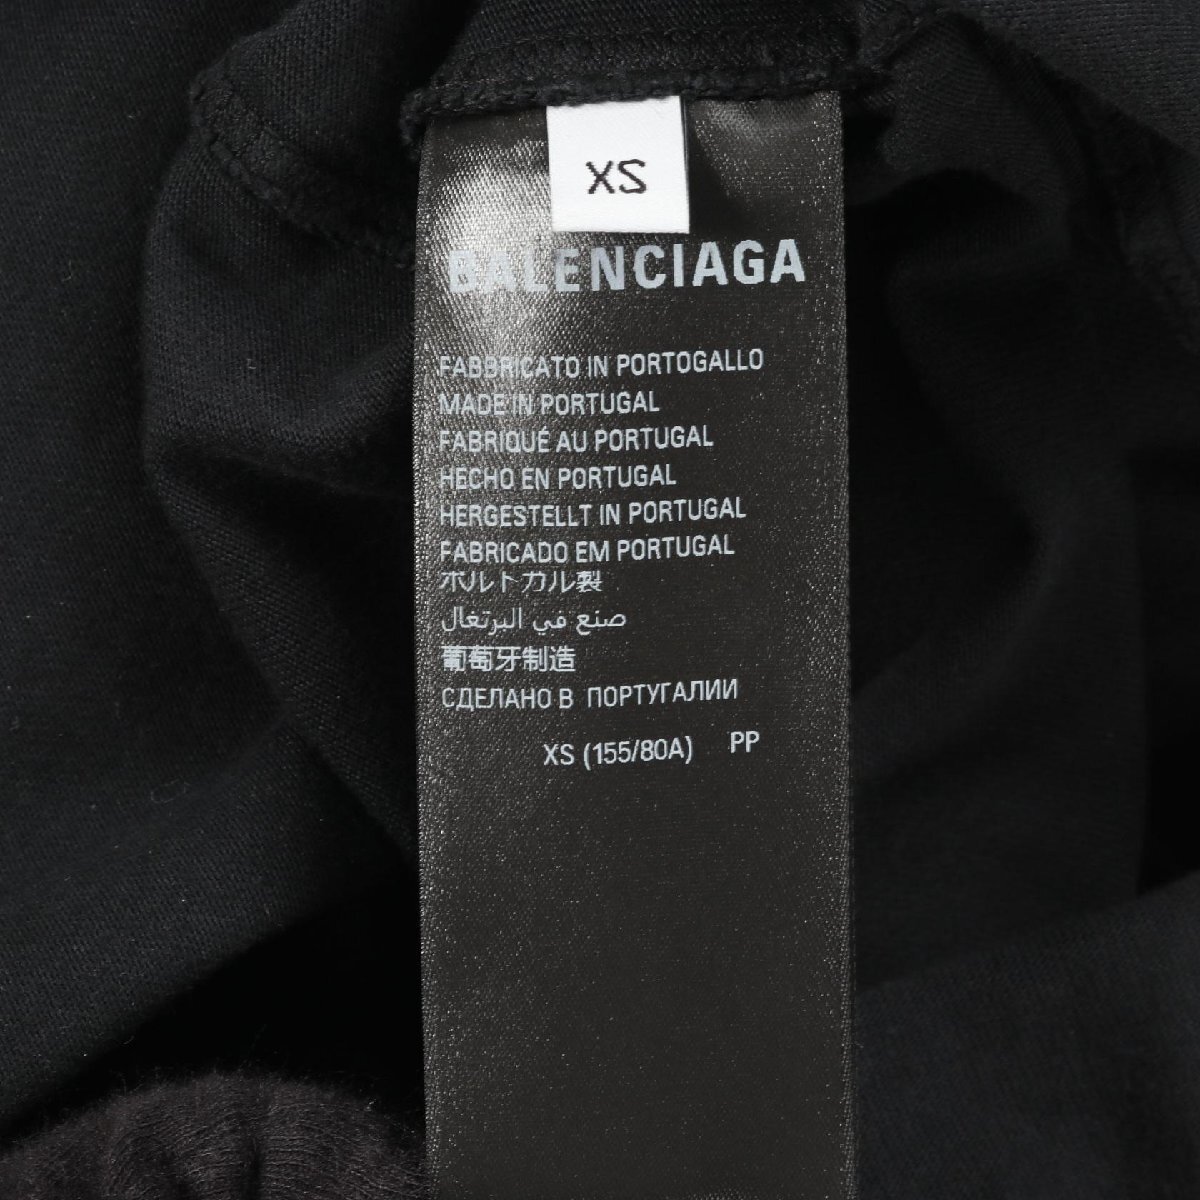 XS
BALENCIAGA
FABBRICATO IN PORTOGALLO
MADE IN PORTUGAL
FABRIQUÉ AU PORTUGAL
HECHO EN PORTUGAL
HERGESTELLT IN PORTUGAL
FABRICADO EM PORTUGAL
ポルトガル製
صنع في البرتغال
葡萄牙制造
СДЕЛАНО В ПОРТУГАЛИИ
XS (155/80A) PP